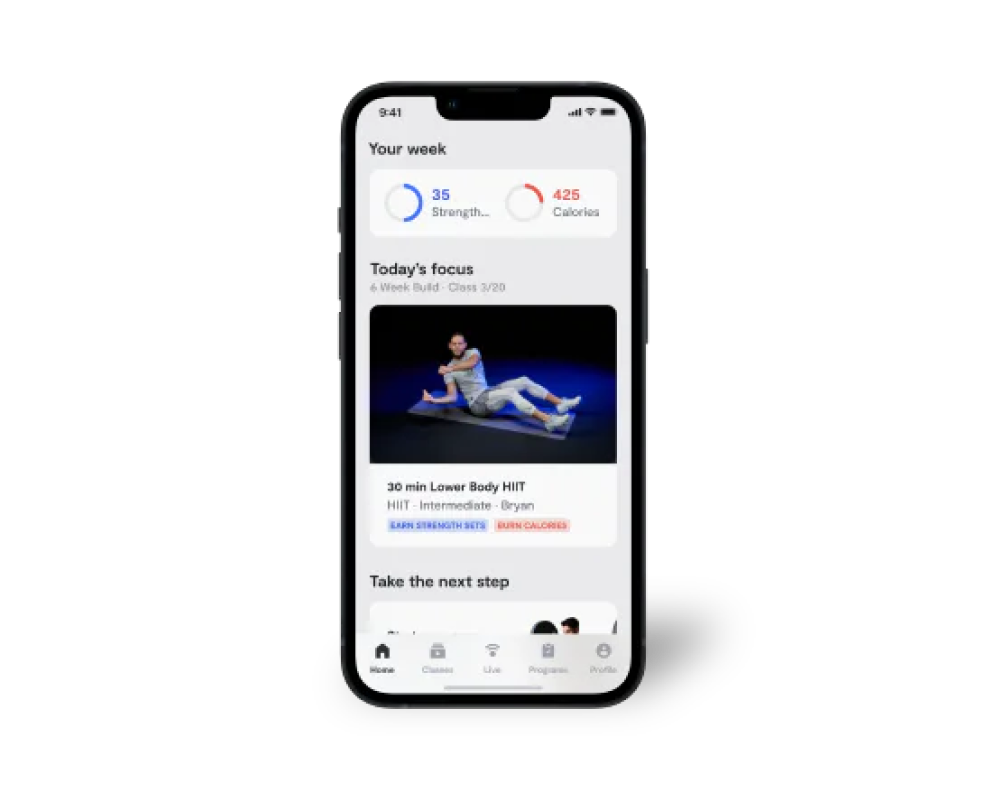 9:41
Your week
35
Strength...
425
Calories
Today's focus
6 Week Build · Class 3/20
30 min Lower Body HIIT
HIIT · Intermediate · Bryan
EARN STRENGTH SETS BURN CALORIES
Take the next step
Home Classes Live Programs Profile